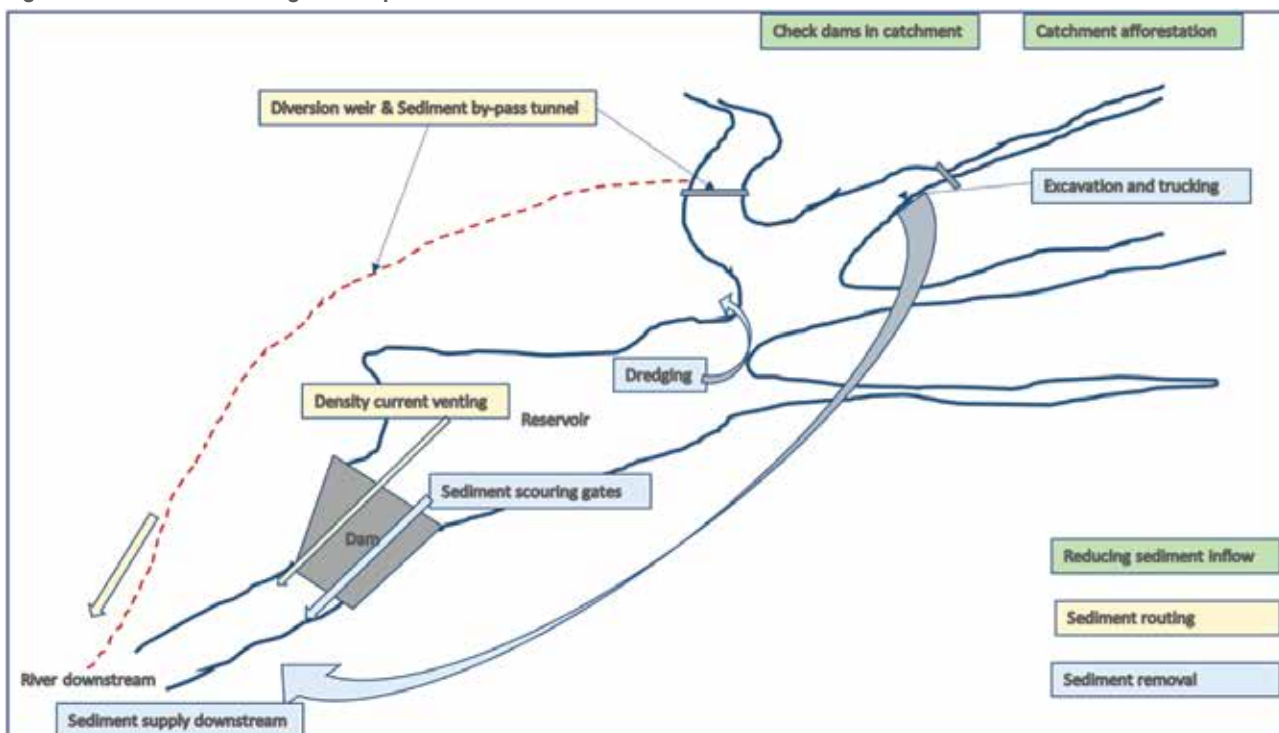 Check dams in catchment
Catchment afforestation
Diversion weir & Sediment by-pass tunnel
Excavation and trucking
Dredging
Density current venting
Reservoir
Sediment scouring gates
Dam
Reducing sediment inflow
Sediment routing
River downstream
Sediment removal
Sediment supply downstream